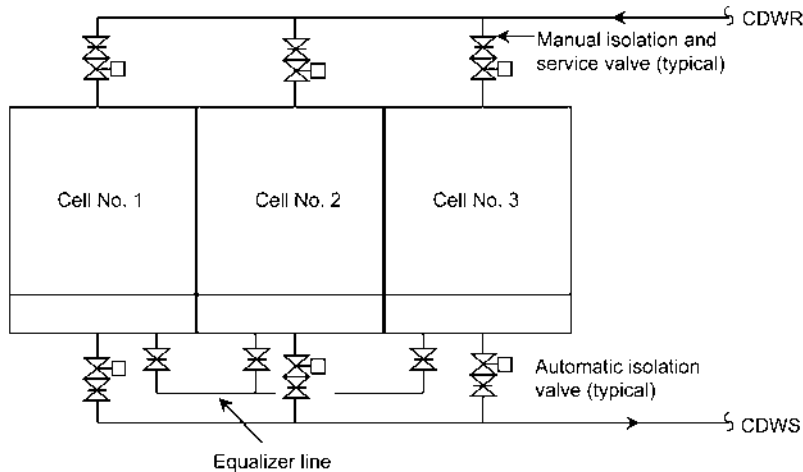 CDWR
Manual isolation and
service valve (typical)
Cell No. 1
Cell No. 2
Cell No. 3
Automatic isolation
valve (typical)
CDWS
Equalizer line